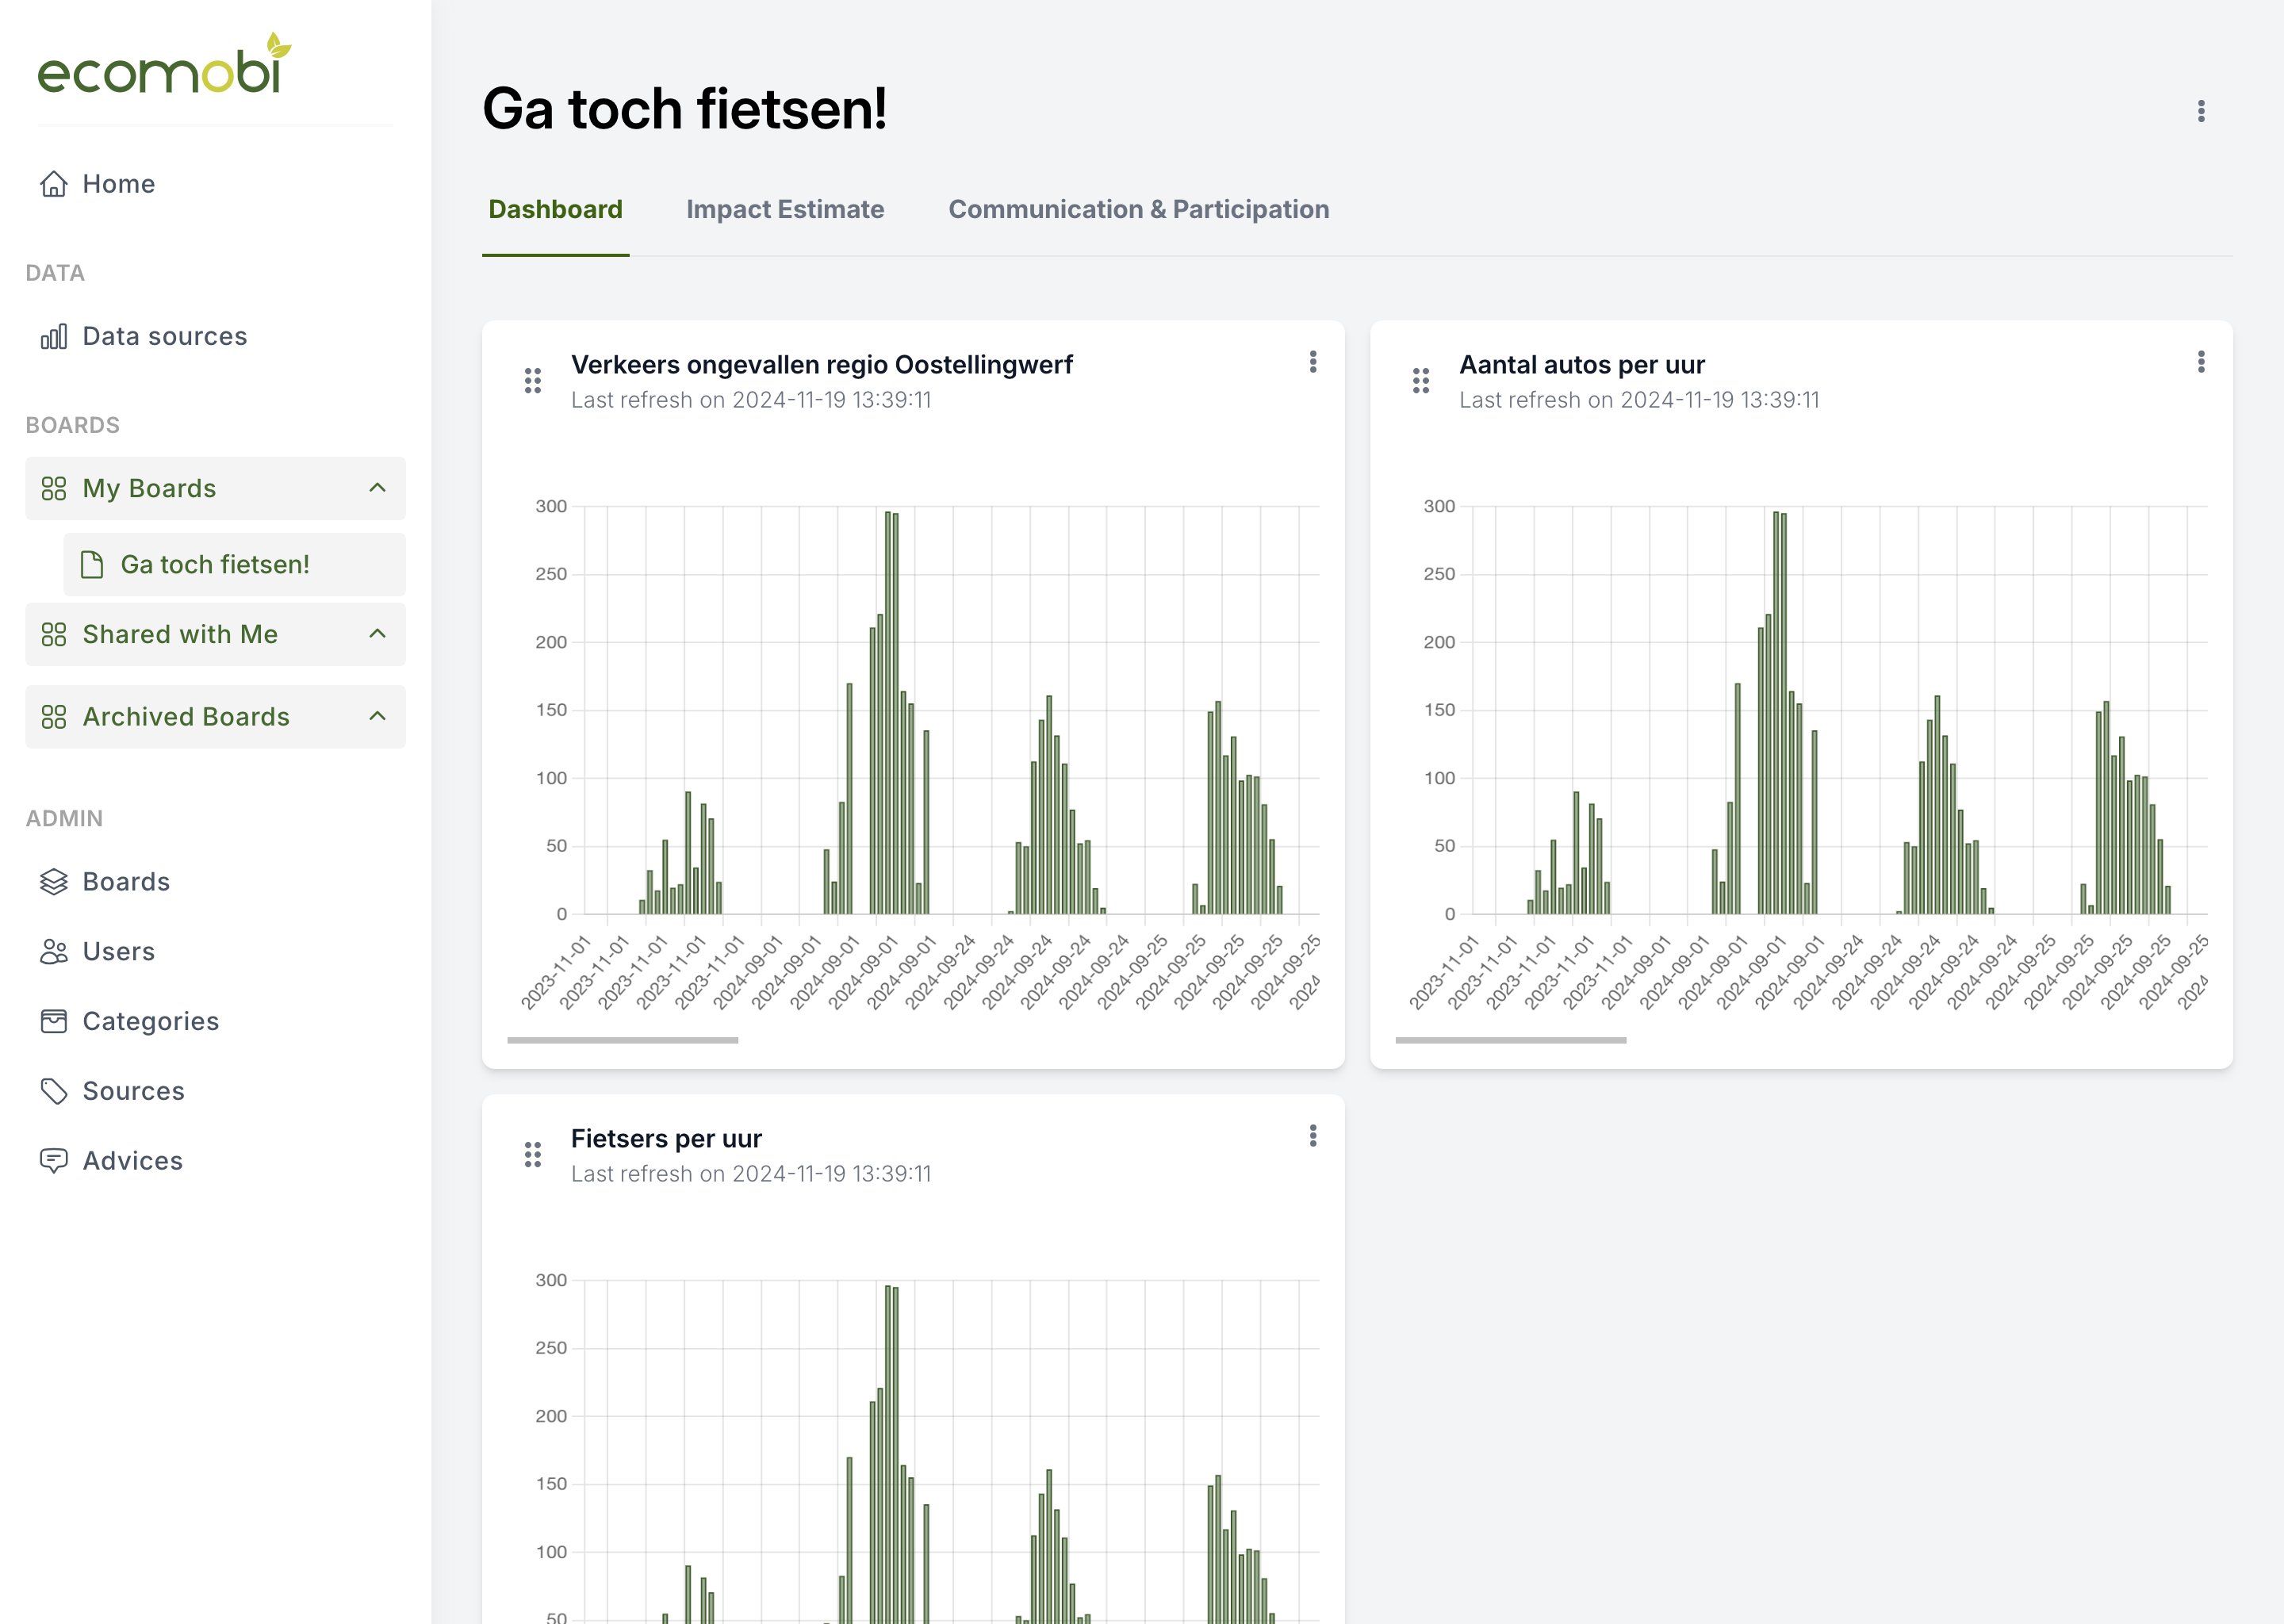 ecomobi
Home
DATA
Data sources
BOARDS
My Boards
Ga toch fietsen!
Shared with Me
Archived Boards
ADMIN
Boards
Users
Categories
Sources
Advices
Ga toch fietsen!
Dashboard Impact Estimate Communication & Participation
Verkeers ongevallen regio Oostellingwerf
Last refresh on 2024-11-19 13:39:11
300
250
200
150
100
50
0
2023-11-01 2023-11-01 2023-11-01 2023-11-01 2023-11-01 2024-09-01 2024-09-01 2024-09-01 2024-09-01 2024-09-01 2024-09-24 2024-09-24 2024-09-24 2024-09-24 2024-09-24 2024-09-25 2024-09-25 2024-09-25 2024-09-25 2024-09-25 2024
Aantal autos per uur
Last refresh on 2024-11-19 13:39:11
300
250
200
150
100
50
0
2023-11-01 2023-11-01 2023-11-01 2023-11-01 2023-11-01 2024-09-01 2024-09-01 2024-09-01 2024-09-01 2024-09-01 2024-09-24 2024-09-24 2024-09-24 2024-09-24 2024-09-24 2024-09-25 2024-09-25 2024-09-25 2024-09-25 2024-09-25 2024
Fietsers per uur
Last refresh on 2024-11-19 13:39:11
300
250
200
150
100
50